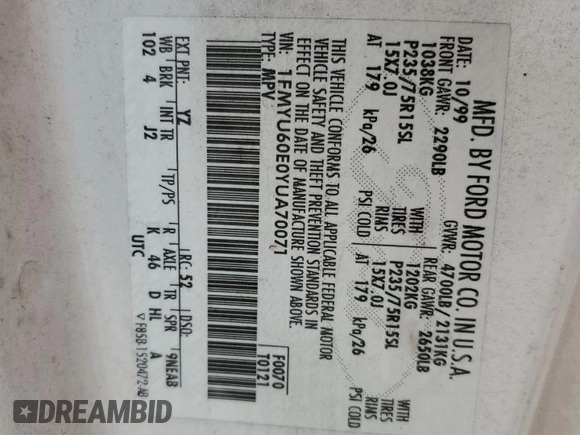 MFD. BY FORD MOTOR CO. IN U.S.A.
DATE: 10/99 GVWR: 4700LB/ 2131KG
FRONT GAWR: 2290LB REAR GAWR: 2650LB
1038KG WITH 1202KG WITH
P235/75R15SL TIRES P235/75R15SL TIRES
15X7.0J RIMS 15X7.0J RIMS
AT 179 kPa/26 PSI COLD AT 179 kPa/26 PSI COLD
THIS VEHICLE CONFORMS TO ALL APPLICABLE FEDERAL MOTOR
VEHICLE SAFETY AND THEFT PREVENTION STANDARDS IN
EFFECT ON THE DATE OF MANUFACTURE SHOWN ABOVE.
VIN: 1FMYU60E0YUA70071 F0070
TYPE: MPV T0121
EXT PNT: YZ RC: 52 DSO:
WB BRK INT TR TP/PS R AXLE TR SPR 9NEAB
102 4 J2 K 46 D HL A
UTC F85B-1520472-AB
DREAMBID